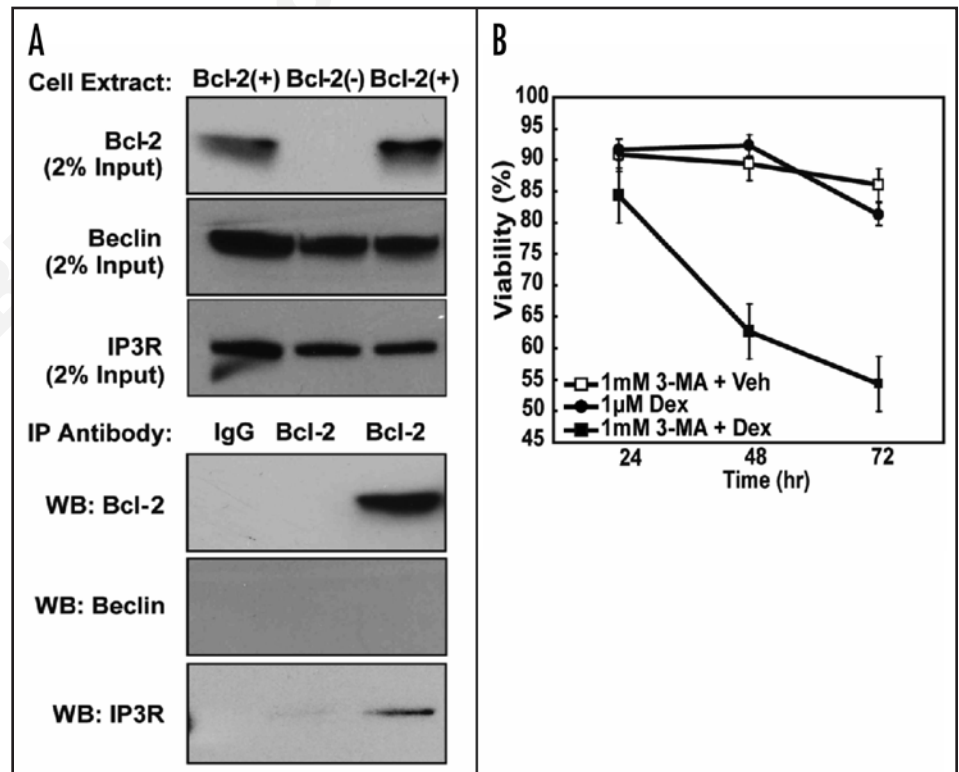 A
Cell Extract: Bcl-2(+) Bcl-2(-) Bcl-2(+)
Bcl-2
(2% Input)
Beclin
(2% Input)
IP3R
(2% Input)
IP Antibody: IgG Bcl-2 Bcl-2
WB: Bcl-2
WB: Beclin
WB: IP3R
B
100
95
90
85
80
75
70
65
60
55
50
45
Viability (%)
1mM 3-MA + Veh
1µM Dex
1mM 3-MA + Dex
24 48 72
Time (hr)